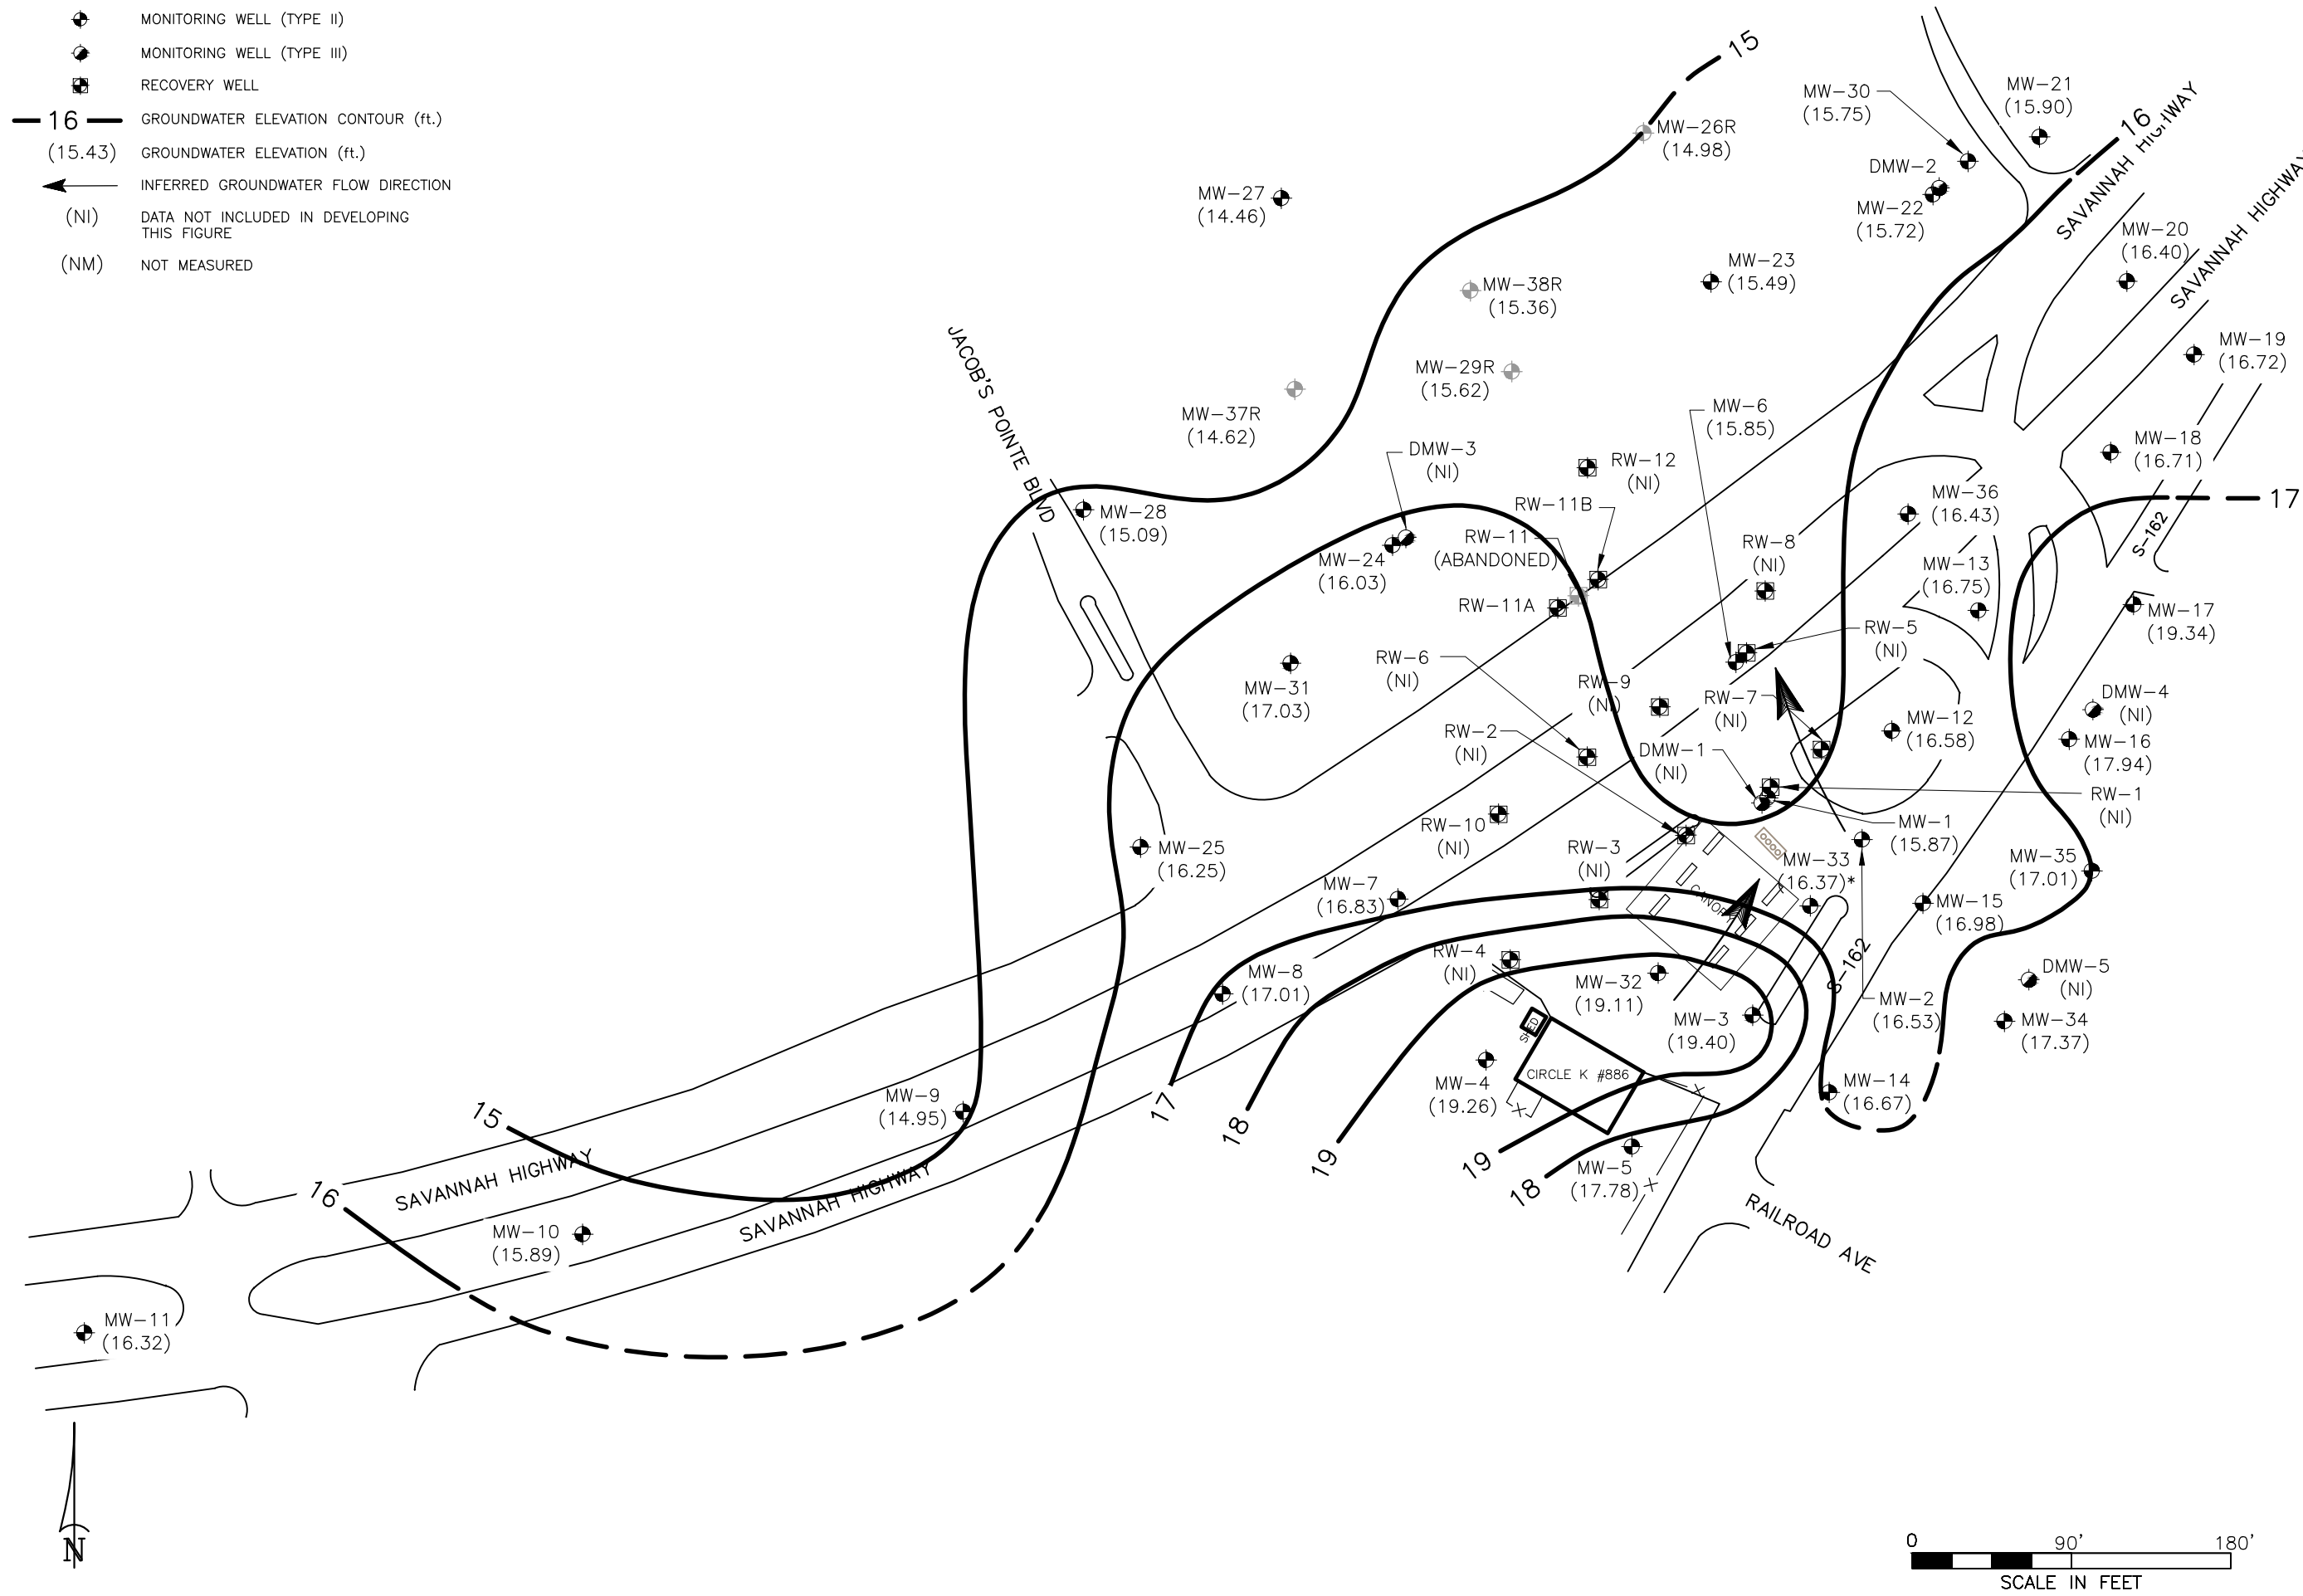 MONITORING WELL (TYPE II)
MONITORING WELL (TYPE III)
RECOVERY WELL
16
GROUNDWATER ELEVATION CONTOUR (ft.)
(15.43)
GROUNDWATER ELEVATION (ft.)
INFERRED GROUNDWATER FLOW DIRECTION
(NI)
DATA NOT INCLUDED IN DEVELOPING
THIS FIGURE
(NM)
NOT MEASURED
15
MW-26R
(14.98)
MW-27
(14.46)
MW-30
(15.75)
MW-21
(15.90)
16
SAVANNAH HIGHWAY
SAVANNAH HIGHWAY
DMW-2
MW-22
(15.72)
MW-20
(16.40)
MW-23
(15.49)
MW-38R
(15.36)
MW-19
(16.72)
MW-29R
(15.62)
MW-37R
(14.62)
JACOB'S POINTE BLVD
MW-6
(15.85)
DMW-3
(NI)
RW-12
(NI)
MW-18
(16.71)
MW-28
(15.09)
RW-11B
MW-36
(16.43)
17
RW-11
(ABANDONED)
MW-24
(16.03)
RW-8
(NI)
S-162
MW-13
(16.75)
RW-11A
MW-17
(19.34)
RW-5
(NI)
RW-6
(NI)
MW-31
(17.03)
RW-9
(NI)
RW-7
(NI)
DMW-4
(NI)
MW-12
(16.58)
RW-2
(NI)
DMW-1
(NI)
MW-16
(17.94)
RW-1
(NI)
RW-10
(NI)
MW-1
(15.87)
MW-25
(16.25)
RW-3
(NI)
MW-33
(16.37)*
MW-35
(17.01)
MW-7
(16.83)
CANOPY
MW-15
(16.98)
RW-4
(NI)
MW-8
(17.01)
MW-32
(19.11)
S-162
DMW-5
(NI)
MW-2
(16.53)
MW-3
(19.40)
MW-34
(17.37)
SHED
CIRCLE K #886
MW-4
(19.26)
MW-14
(16.67)
MW-9
(14.95)
15
17
18
19
19
18
MW-5
(17.78)
X
X
X
SAVANNAH HIGHWAY
SAVANNAH HIGHWAY
16
RAILROAD AVE
MW-10
(15.89)
MW-11
(16.32)
N
0 90' 180'
SCALE IN FEET